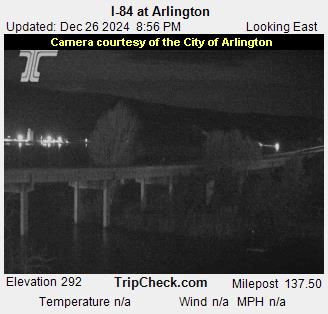 I-84 at Arlington
Updated: Dec 26 2024 8:56 PM Looking East
Camera courtesy of the City of Arlington
Elevation 292 TripCheck.com Milepost 137.50
Temperature n/a Wind n/a MPH n/a